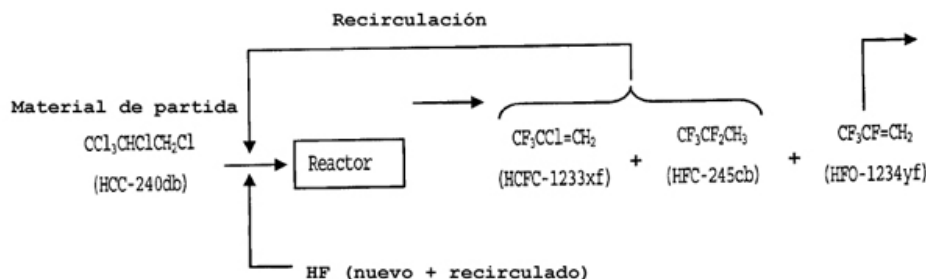 Recirculación
Material de partida
CCl₃CHClCH₂Cl
(HCC-240db)
Reactor
CF₃CCl=CH₂
(HCFC-1233xf)
+
CF₃CF₂CH₃
(HFC-245cb)
+
CF₃CF=CH₂
(HFO-1234yf)
HF (nuevo + recirculado)